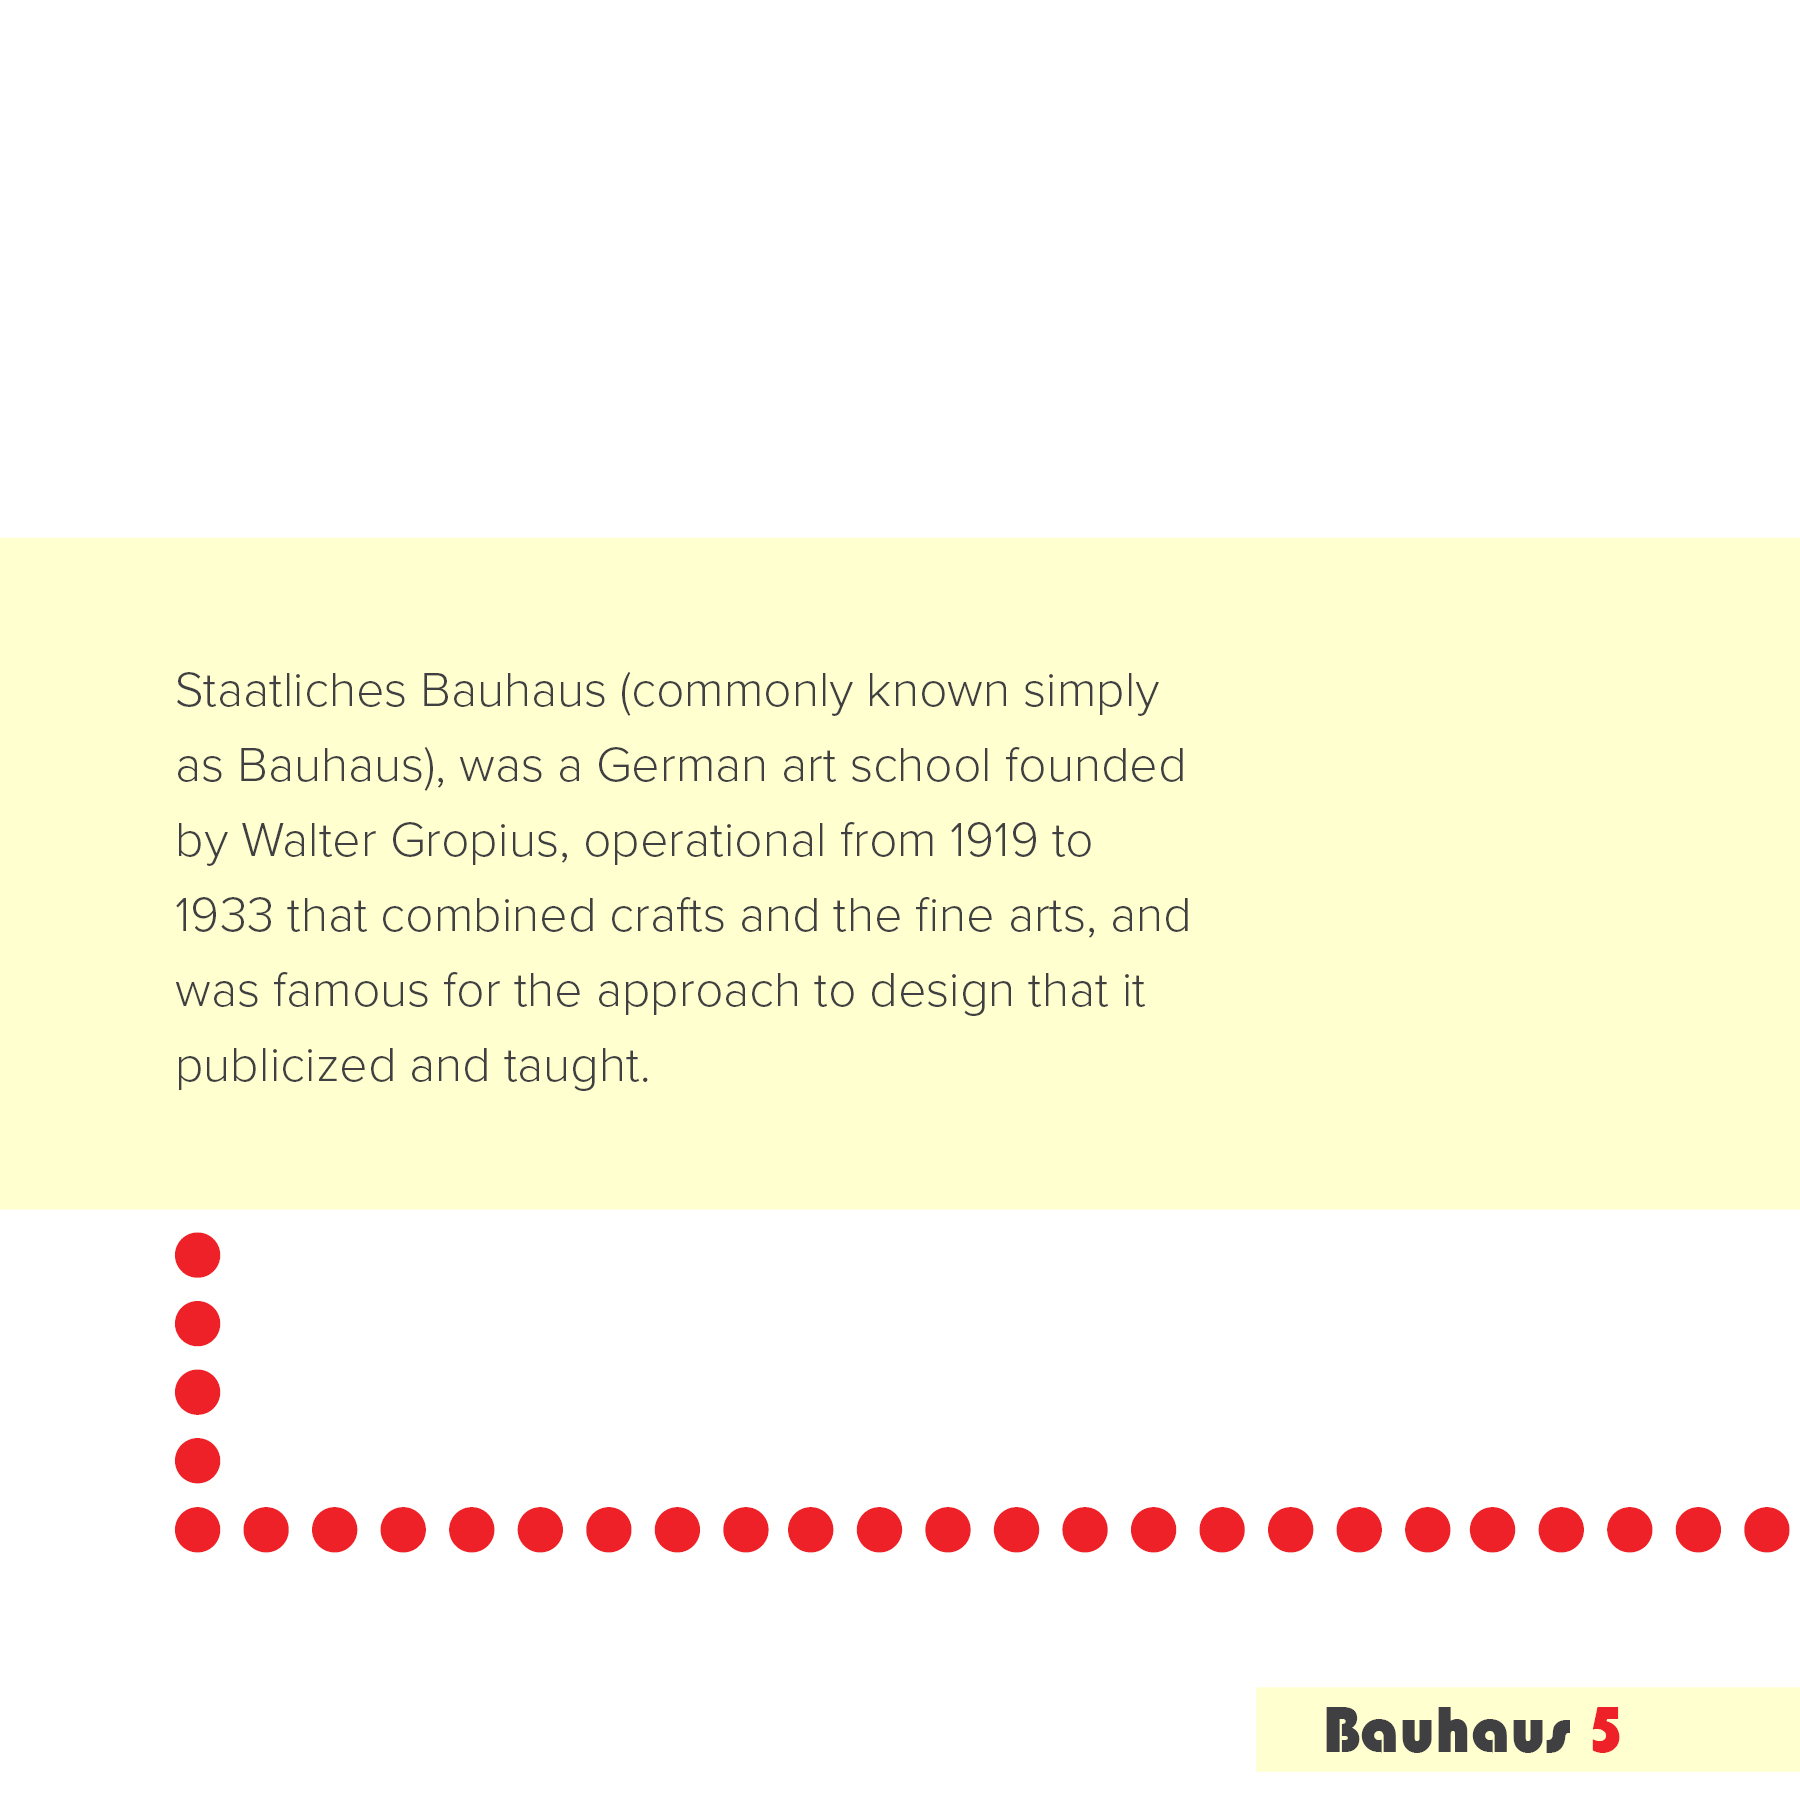 Staatliches Bauhaus (commonly known simply
as Bauhaus), was a German art school founded
by Walter Gropius, operational from 1919 to
1933 that combined crafts and the fine arts, and
was famous for the approach to design that it
publicized and taught.
Bauhaus 5